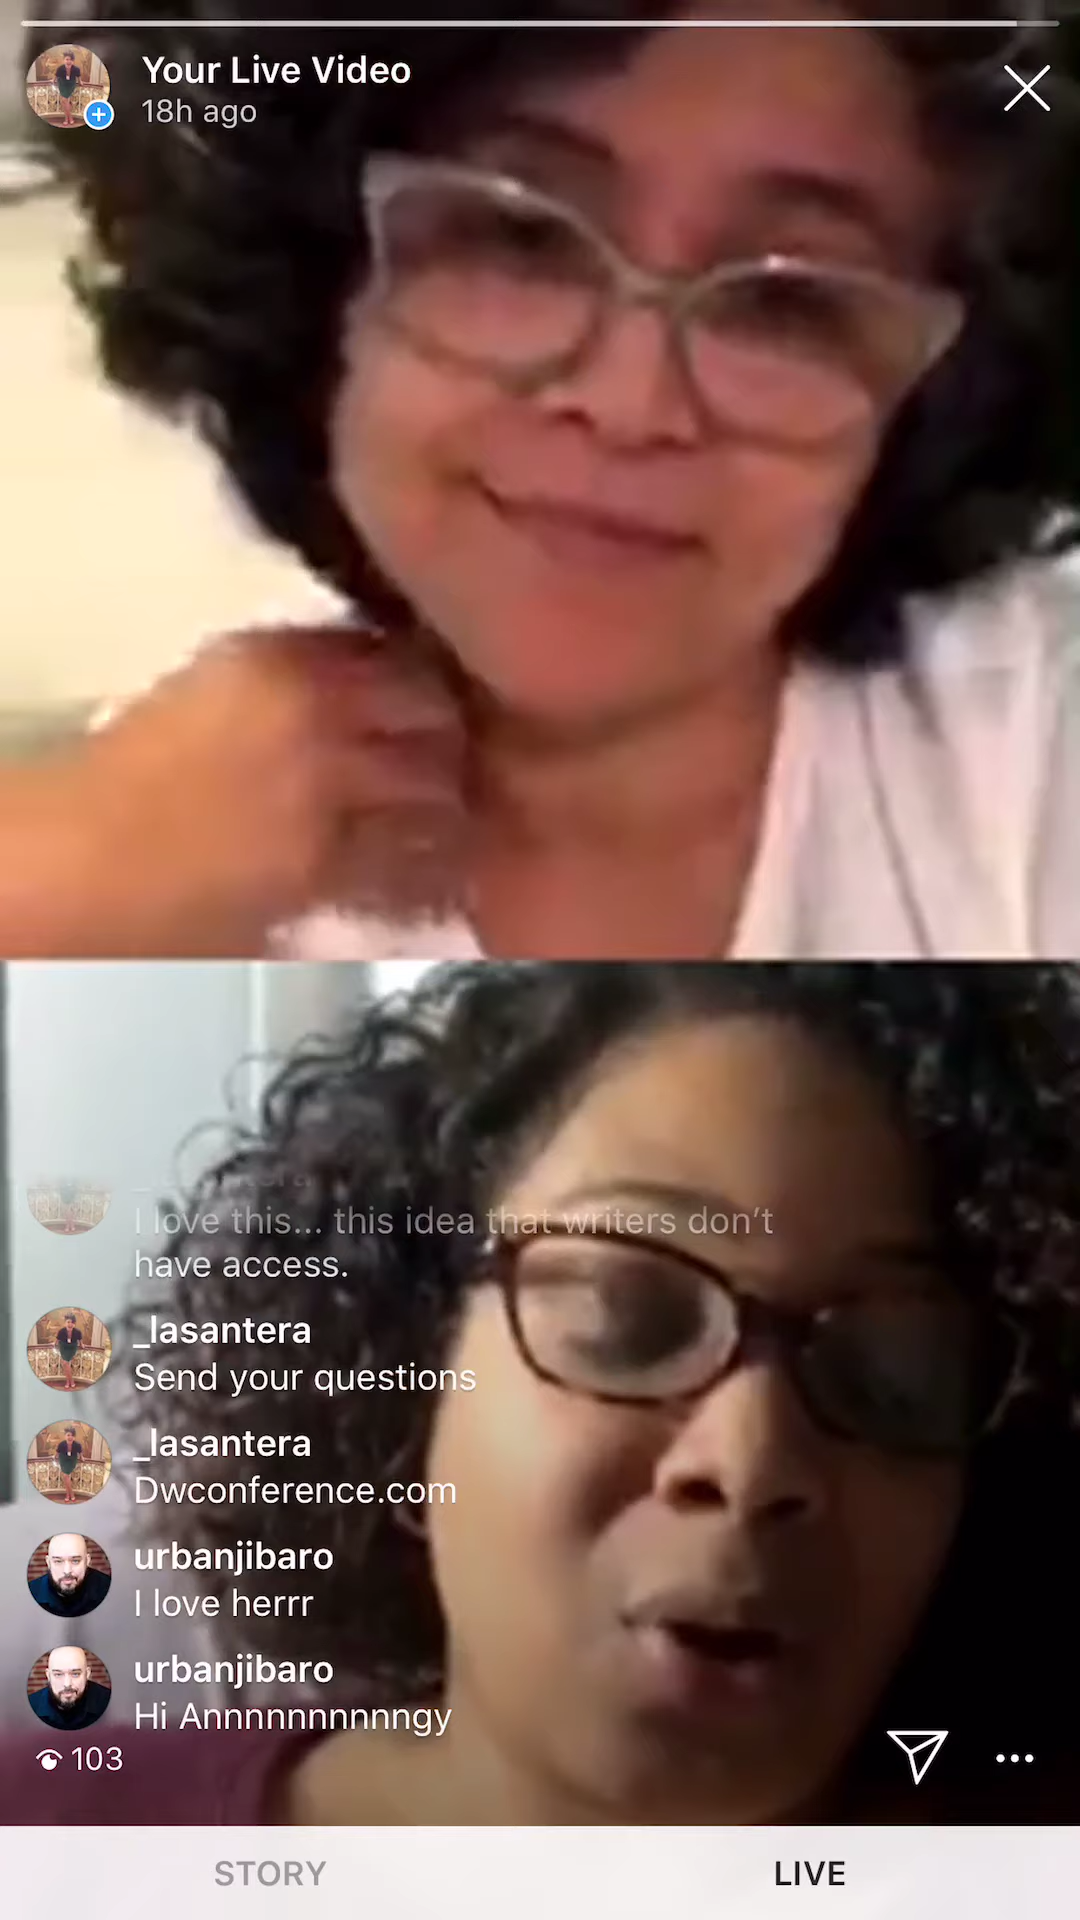 Your Live Video
18h ago
I love this... this idea that writers don't
have access.
_lasantera
Send your questions
_lasantera
Dwconference.com
urbanjibaro
I love herrr
urbanjibaro
Hi Annnnnnnnnngy
103
STORY
LIVE